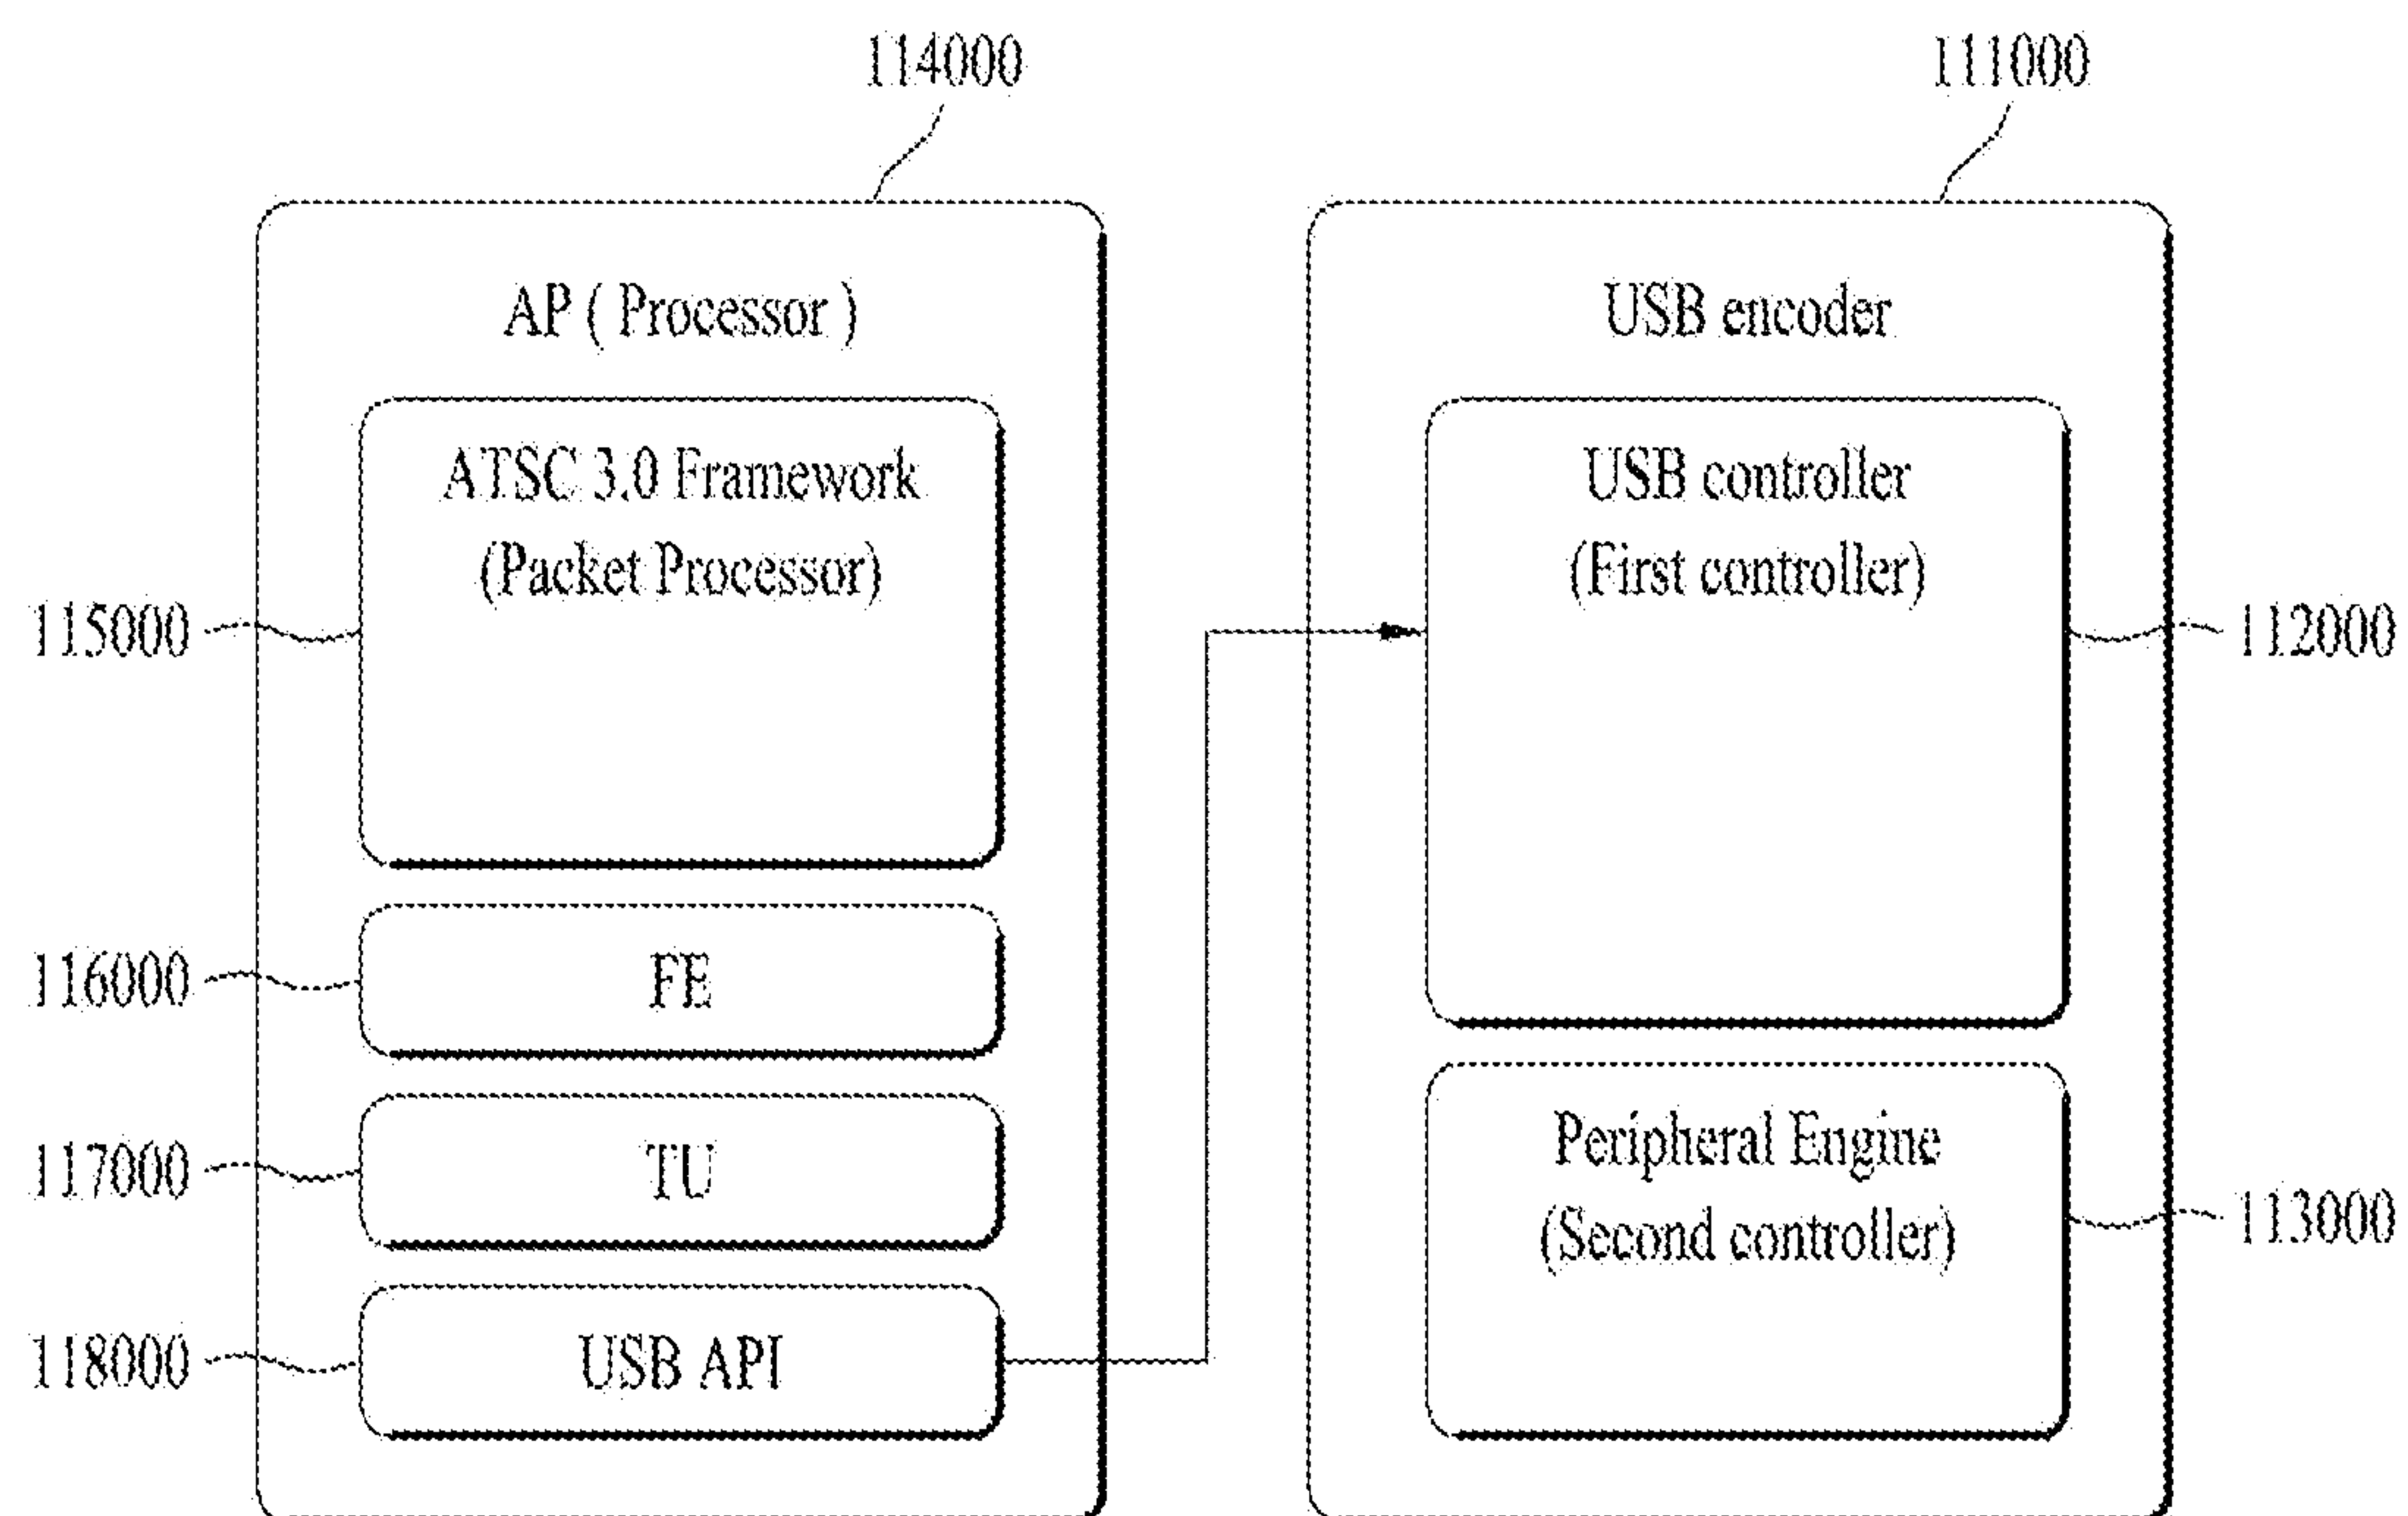 114000
111000
AP ( Processor )
USB encoder
ATSC 3.0 Framework
(Packet Processor)
USB controller
(First controller)
115000
112000
116000
FE
117000
TU
Peripheral Engine
(Second controller)
113000
118000
USB API